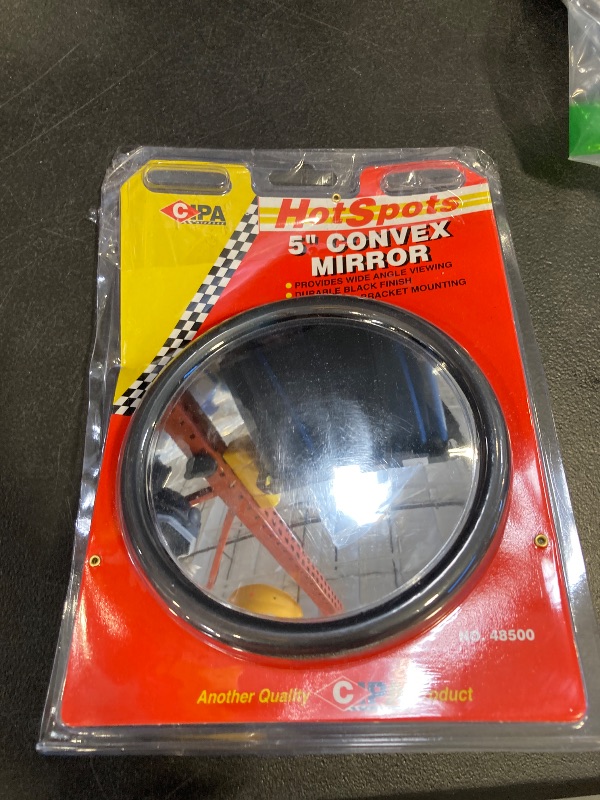 CIPA
HotSpots
5" CONVEX
MIRROR
PROVIDES WIDE ANGLE VIEWING
DURABLE BLACK FINISH
BRACKET MOUNTING
NO. 48500
Another Quality CIPA Product